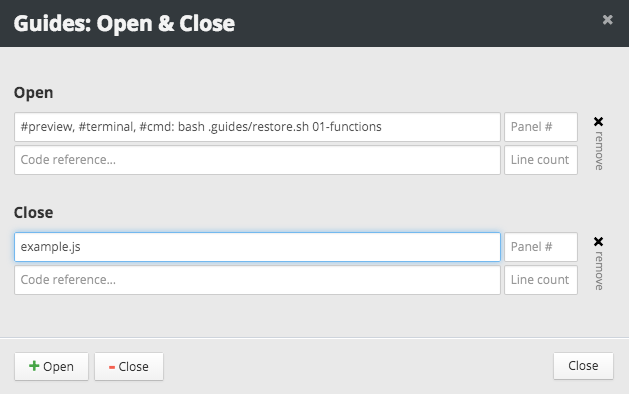 Guides: Open & Close
×
Open
#preview, #terminal, #cmd: bash .guides/restore.sh 01-functions
Panel #
Code reference...
Line count
× remove
Close
example.js
Panel #
Code reference...
Line count
× remove
+ Open
- Close
Close